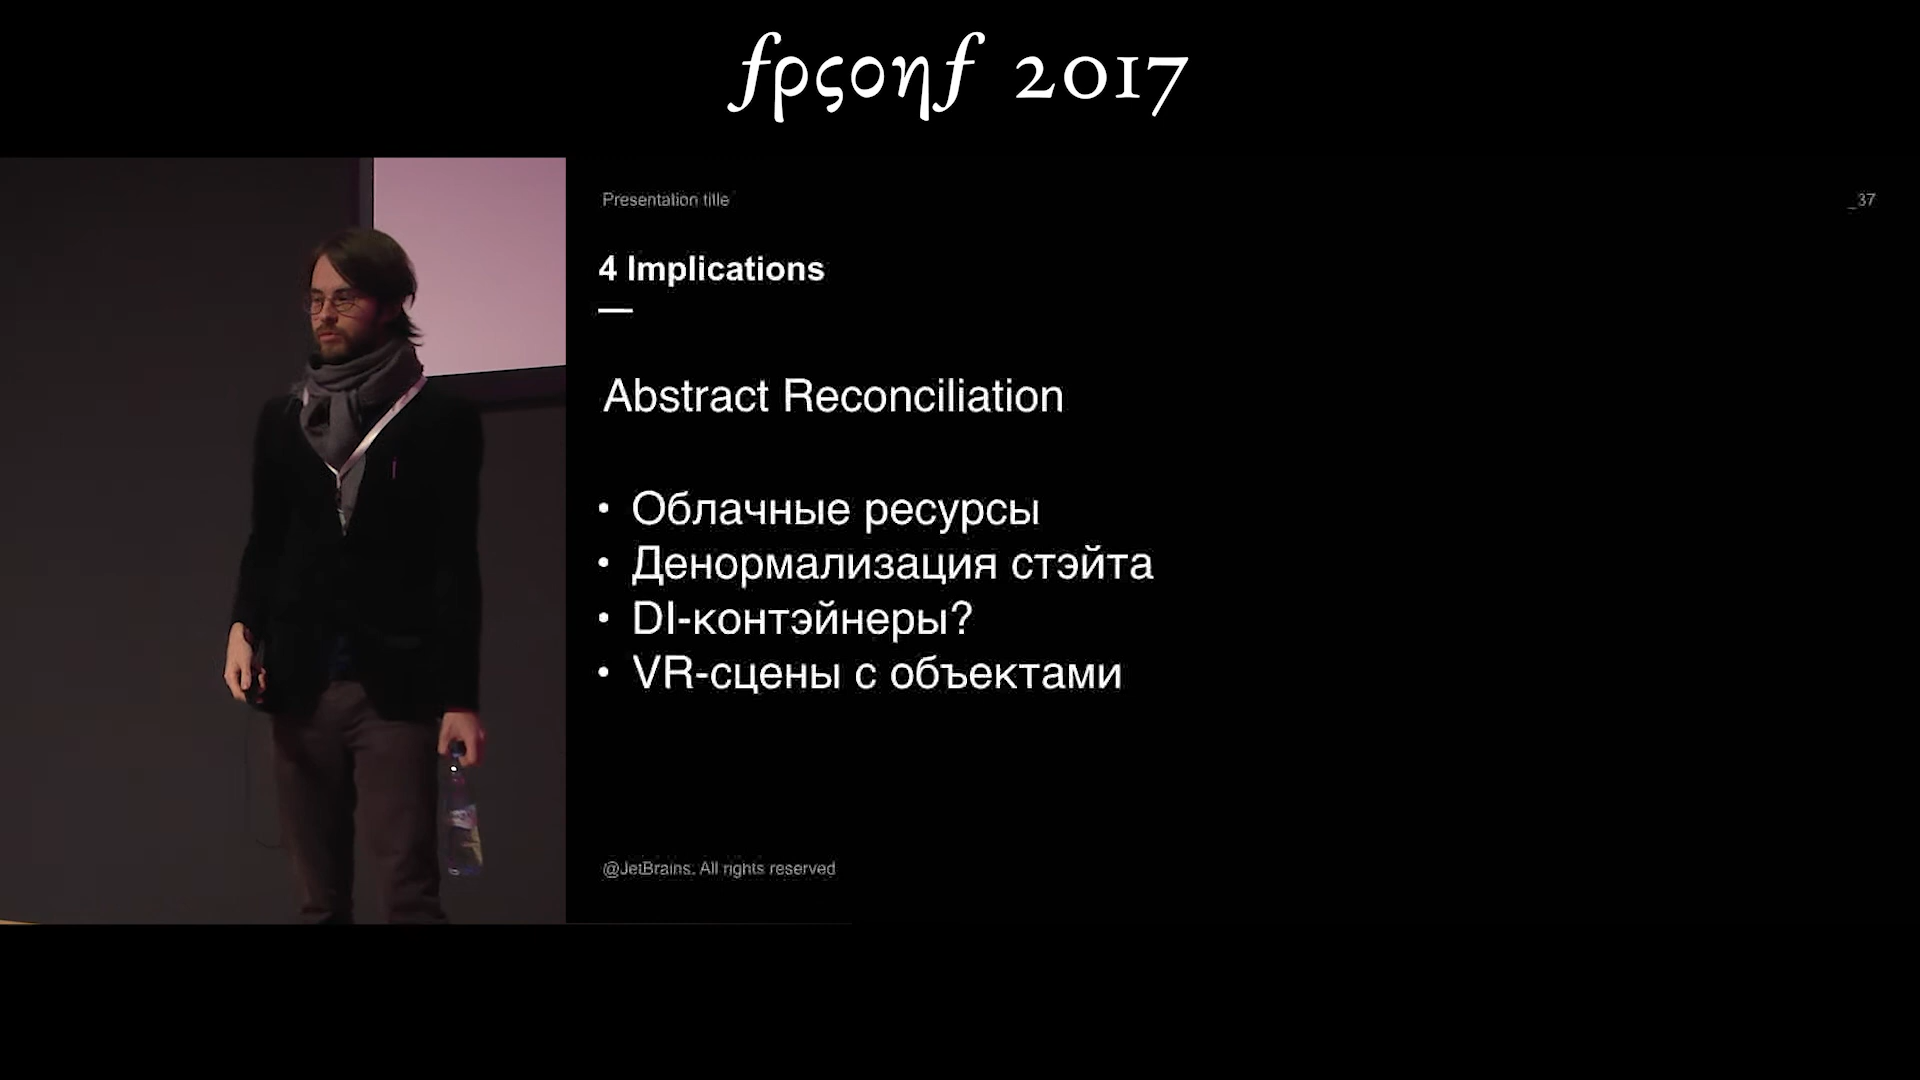 fρςοηf 2017
Presentation title
_37
4 Implications
Abstract Reconciliation
• Облачные ресурсы
• Денормализация стэйта
• DI-контэйнеры?
• VR-сцены с объектами
@JetBrains. All rights reserved